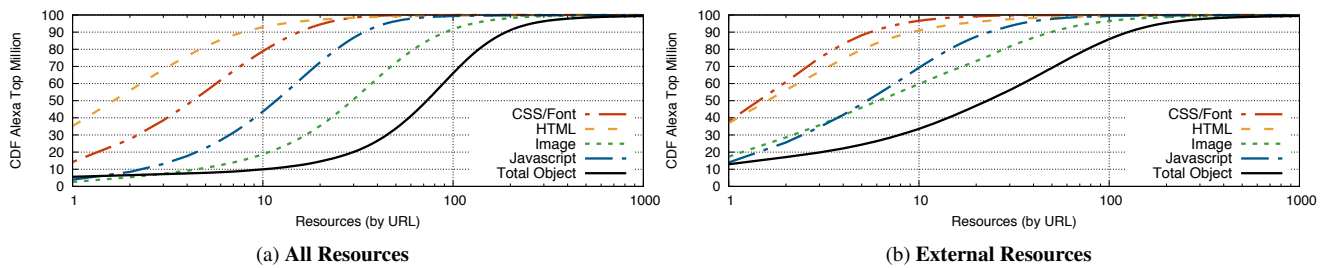 CDF Alexa Top Million
100
90
80
70
60
50
40
30
20
10
0
1
10
100
1000
Resources (by URL)
CSS/Font
HTML
Image
Javascript
Total Object
(a) All Resources
CDF Alexa Top Million
100
90
80
70
60
50
40
30
20
10
0
1
10
100
1000
Resources (by URL)
CSS/Font
HTML
Image
Javascript
Total Object
(b) External Resources